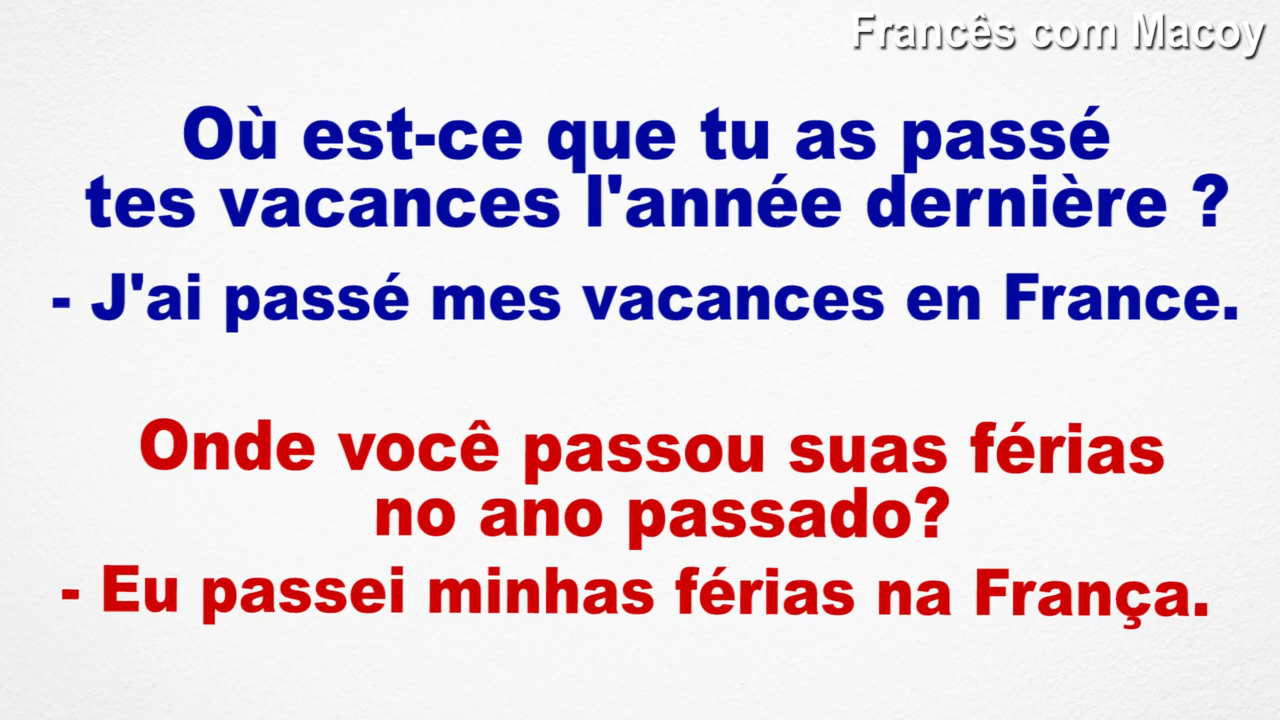 Francês com Macoy
Où est-ce que tu as passé
tes vacances l'année dernière ?
- J'ai passé mes vacances en France.
Onde você passou suas férias
no ano passado?
- Eu passei minhas férias na França.